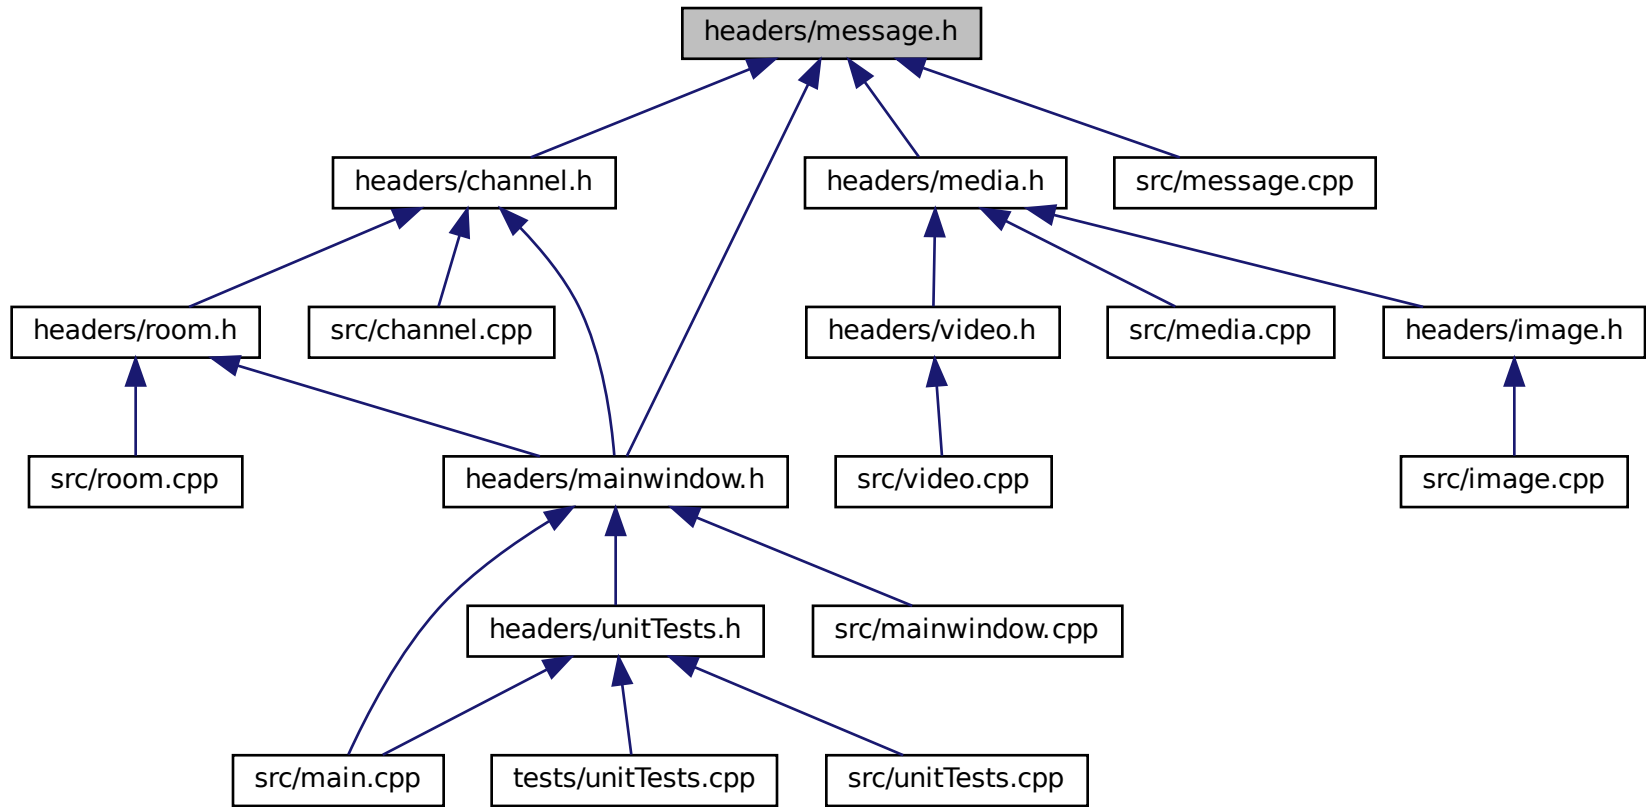 headers/message.h
headers/channel.h
headers/media.h
src/message.cpp
headers/room.h
src/channel.cpp
headers/video.h
src/media.cpp
headers/image.h
src/room.cpp
headers/mainwindow.h
src/video.cpp
src/image.cpp
headers/unitTests.h
src/mainwindow.cpp
src/main.cpp
tests/unitTests.cpp
src/unitTests.cpp